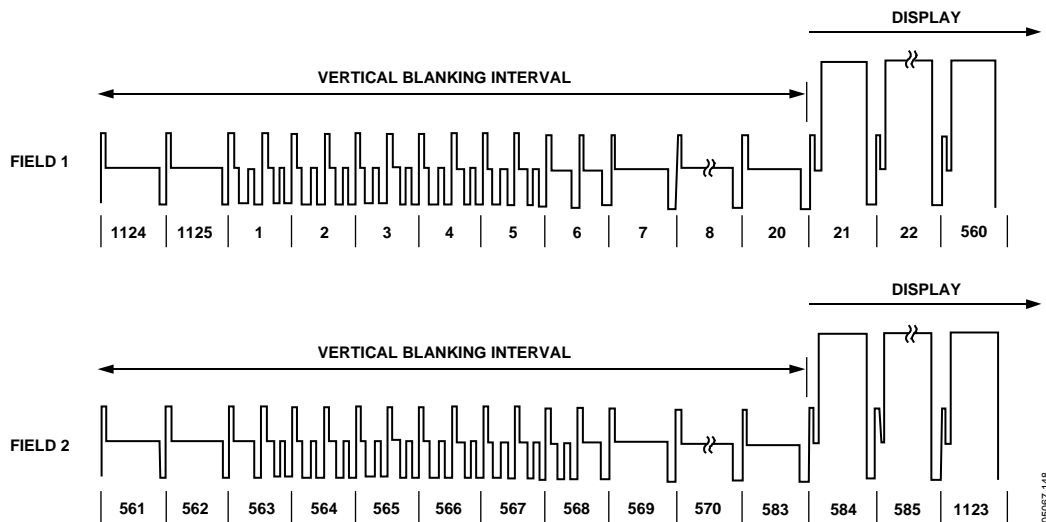 DISPLAY
VERTICAL BLANKING INTERVAL
FIELD 1
1124 1125 1 2 3 4 5 6 7 8 20 21 22 560
DISPLAY
VERTICAL BLANKING INTERVAL
FIELD 2
561 562 563 564 565 566 567 568 569 570 583 584 585 1123